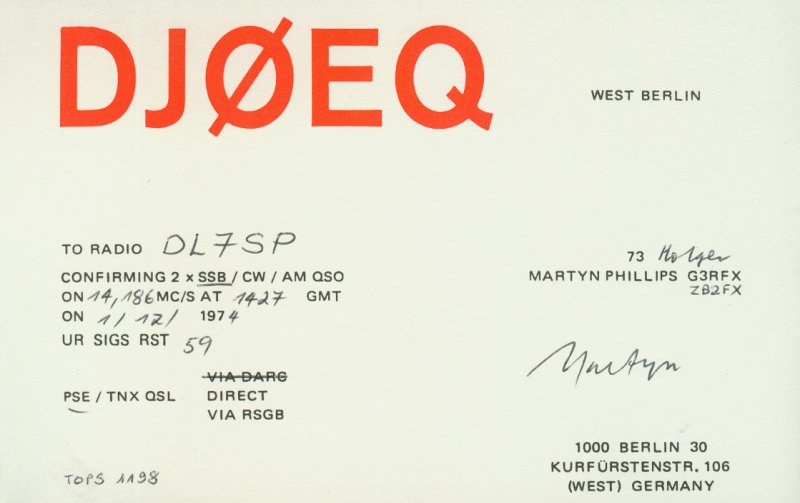 DJØEQ
WEST BERLIN
TO RADIO DL7SP
CONFIRMING 2 x SSB / CW / AM QSO
ON 14,186 MC/S AT 1427 GMT
ON 1/12/ 1974
UR SIGS RST 59
PSE / TNX QSL
VIA DARC
DIRECT
VIA RSGB
TOPS 1198
73 Holger
MARTYN PHILLIPS G3RFX
ZB2FX
Martyn
1000 BERLIN 30
KURFÜRSTENSTR. 106
(WEST) GERMANY